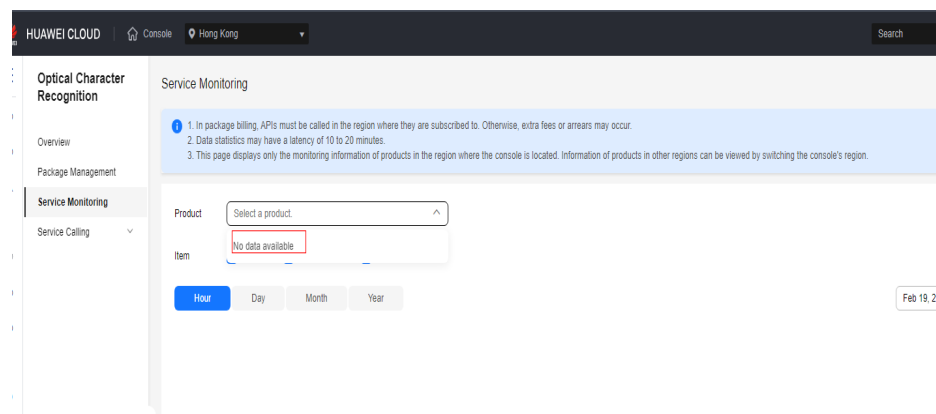 HUAWEI CLOUD
Console
Hong Kong
Search
Optical Character
Recognition
Overview
Package Management
Service Monitoring
Service Calling
Service Monitoring
1. In package billing, APIs must be called in the region where they are subscribed to. Otherwise, extra fees or arrears may occur.
2. Data statistics may have a latency of 10 to 20 minutes.
3. This page displays only the monitoring information of products in the region where the console is located. Information of products in other regions can be viewed by switching the console's region.
Product
Select a product.
No data available
Item
Hour
Day
Month
Year
Feb 19, 2